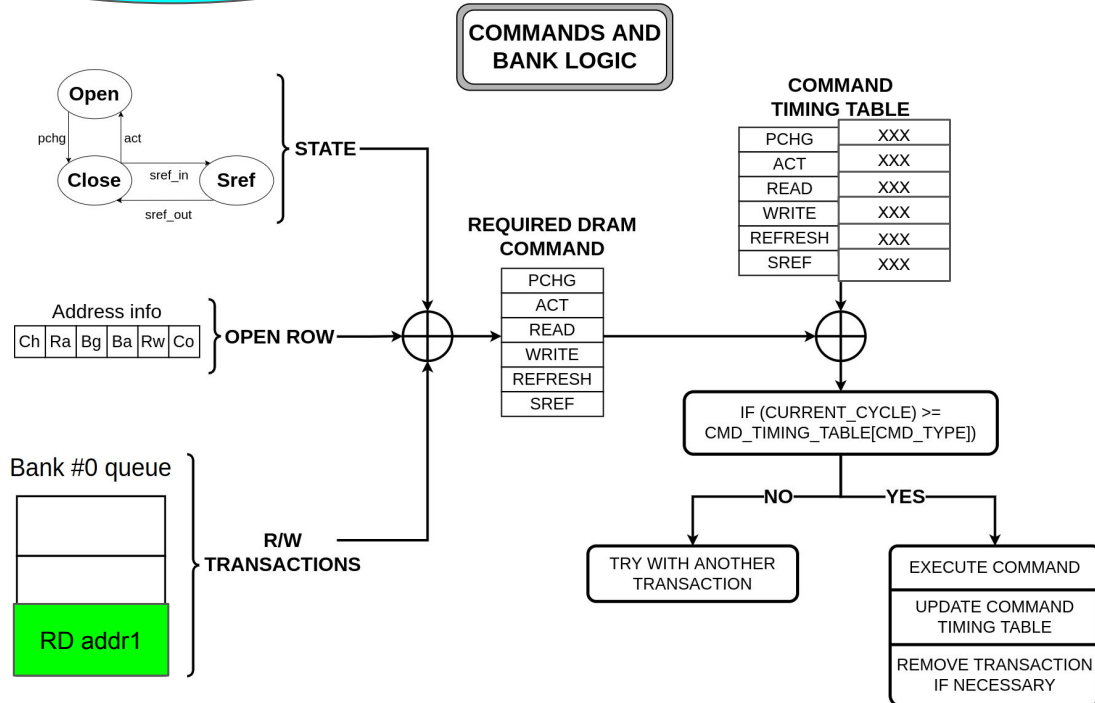 COMMANDS AND
BANK LOGIC
Open
pchg
act
Close
sref_in
Sref
sref_out
STATE
Address info
Ch Ra Bg Ba Rw Co
OPEN ROW
Bank #0 queue
RD addr1
R/W
TRANSACTIONS
REQUIRED DRAM
COMMAND
PCHG
ACT
READ
WRITE
REFRESH
SREF
COMMAND
TIMING TABLE
PCHG XXX
ACT XXX
READ XXX
WRITE XXX
REFRESH XXX
SREF XXX
IF (CURRENT_CYCLE) >=
CMD_TIMING_TABLE[CMD_TYPE])
NO
YES
TRY WITH ANOTHER
TRANSACTION
EXECUTE COMMAND
UPDATE COMMAND
TIMING TABLE
REMOVE TRANSACTION
IF NECESSARY